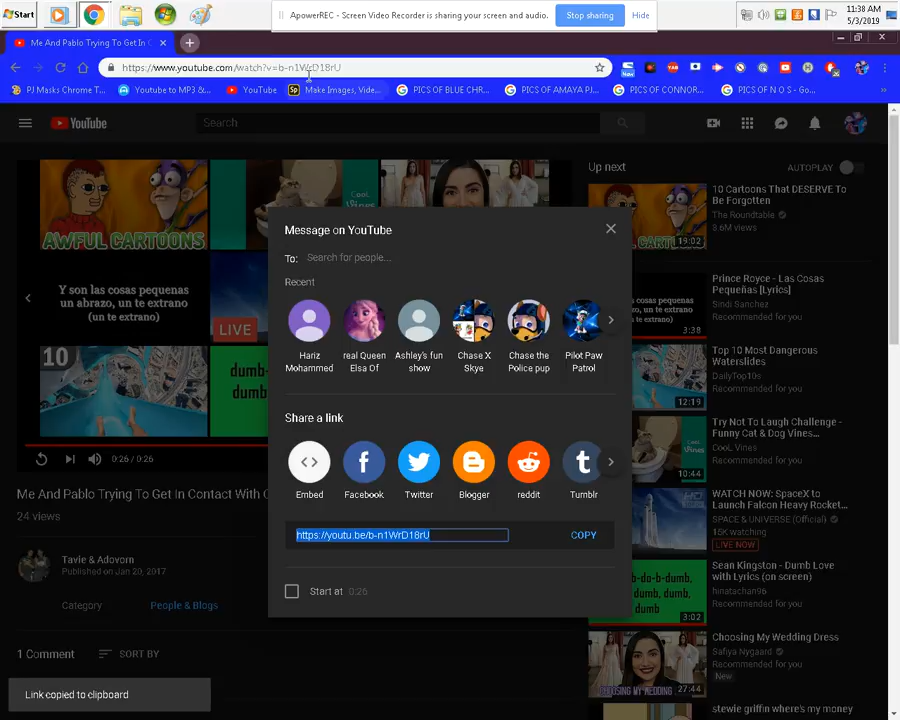 Start
ApowerREC - Screen Video Recorder is sharing your screen and audio.
Stop sharing
Hide
11:38 AM
5/3/2019
Me And Pablo Trying To Get In C
https://www.youtube.com/watch?v=b-n1WrD18rU
PJ Masks Chrome T...
Youtube to MP3 &...
YouTube
Sp
Make Images, Vide...
PICS OF BLUE CHR...
PICS OF AMAYA PJ...
PICS OF CONNOR...
PICS OF N O S - Go...
YouTube
Search
Up next
AUTOPLAY
AWFUL CARTOONS
COOL VINES
Y son las cosas pequenas
un abrazo, un te extrano
(un te extrano)
LIVE
10
dumb-
dumb
0:26 / 0:26
Me And Pablo Trying To Get In Contact With C
24 views
Tavie & Adovorn
Published on Jan 20, 2017
Category
People & Blogs
1 Comment
SORT BY
Link copied to clipboard
Message on YouTube
To:
Search for people...
Recent
Hariz
Mohammed
real Queen
Elsa Of
Ashley's fun
show
Chase X
Skye
Chase the
Police pup
Pilot Paw
Patrol
Share a link
Embed
Facebook
Twitter
Blogger
reddit
Tumblr
https://youtu.be/b-n1WrD18rU
COPY
Start at
0:26
10 Cartoons That DESERVE To
Be Forgotten
The Roundtable
3.6M views
19:02
Prince Royce - Las Cosas
Pequeñas [Lyrics]
Sindi Sanchez
Recommended for you
3:38
Top 10 Most Dangerous
Waterslides
DailyTop10s
Recommended for you
12:19
Try Not To Laugh Challenge -
Funny Cat & Dog Vines...
CooL Vines
Recommended for you
10:44
WATCH NOW: SpaceX to
Launch Falcon Heavy Rocket...
SPACE & UNIVERSE (Official)
15K watching
LIVE NOW
Sean Kingston - Dumb Love
with Lyrics (on screen)
hinatachan96
Recommended for you
3:02
Choosing My Wedding Dress
Safiya Nygaard
Recommended for you
New
CHOOSING MY WEDDING
27:44
stewie griffin where's my money